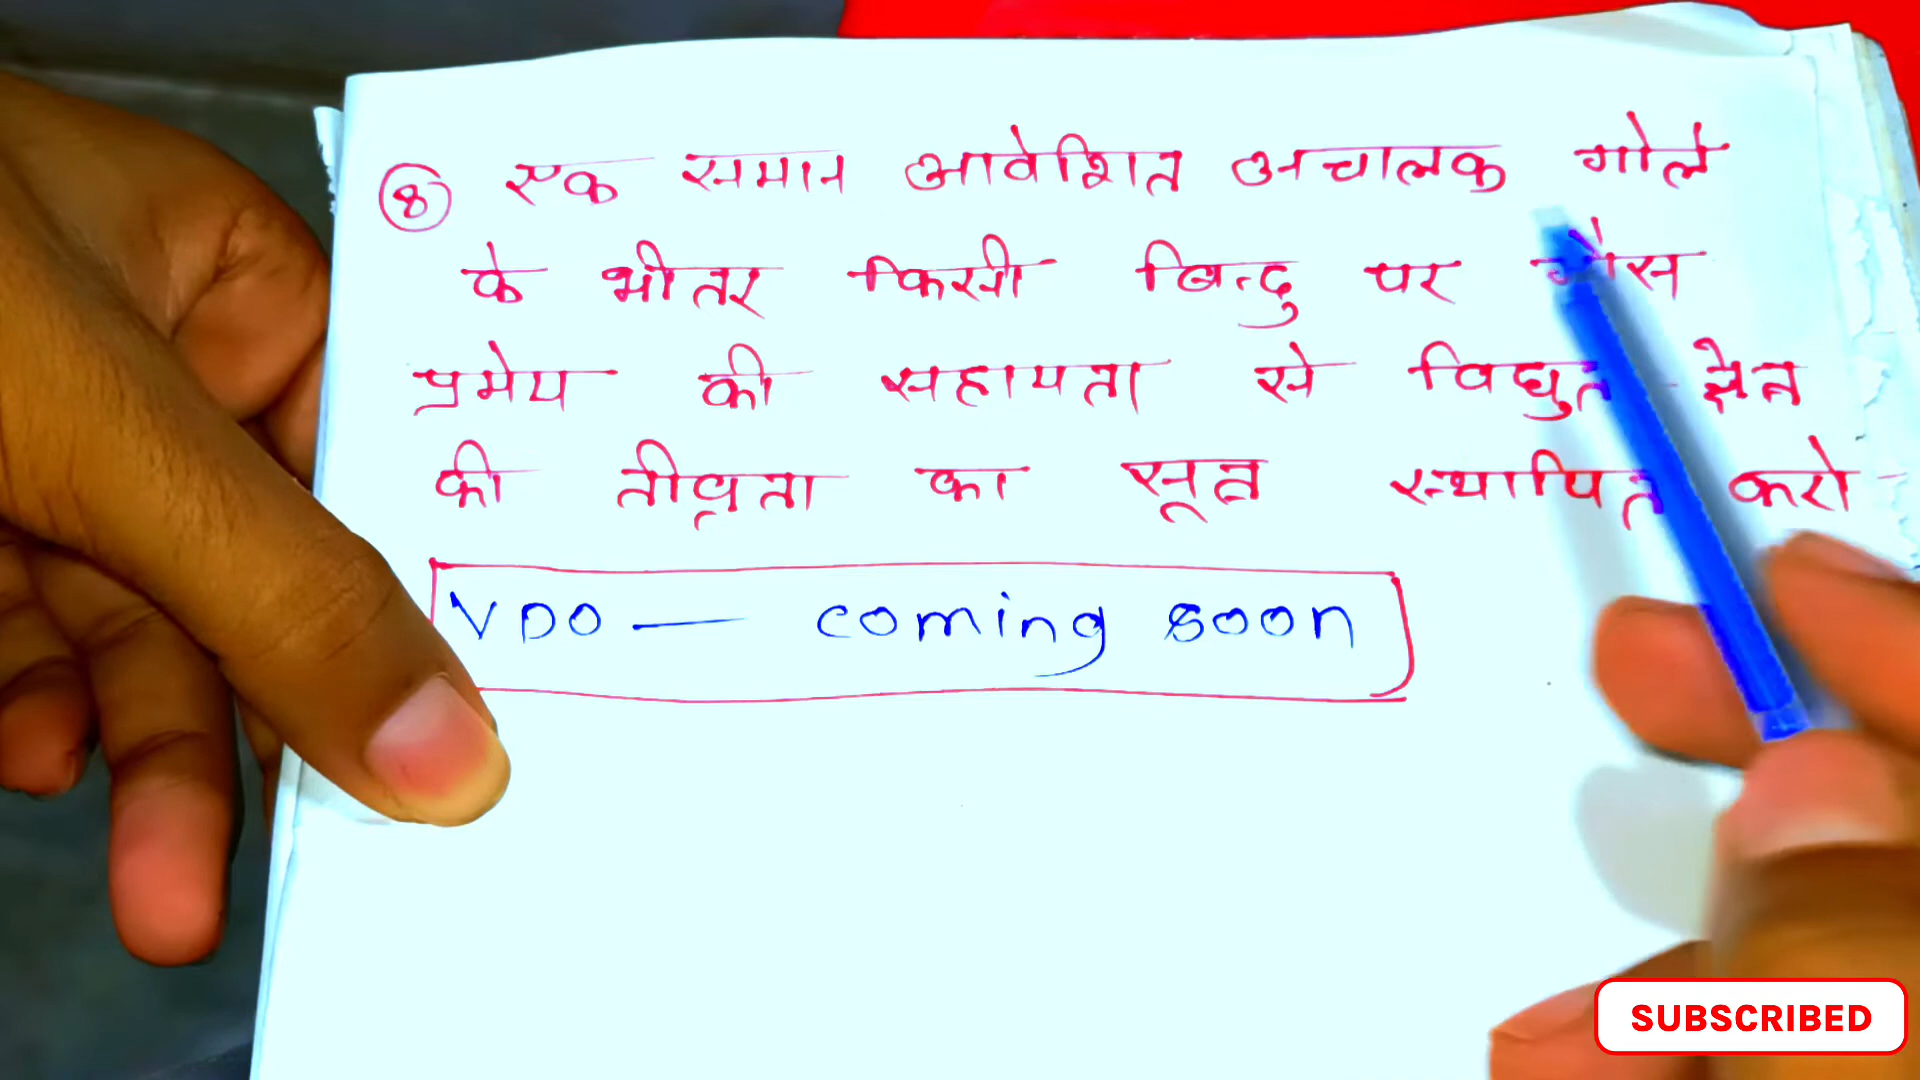 ⑧ एक समान आवेशित अचालक गोले
के भीतर किसी बिन्दु पर गौस
प्रमेय की सहायता से विद्युत क्षेत्र
की तीव्रता का सूत्र स्थापित करो
VDO — coming soon
SUBSCRIBED